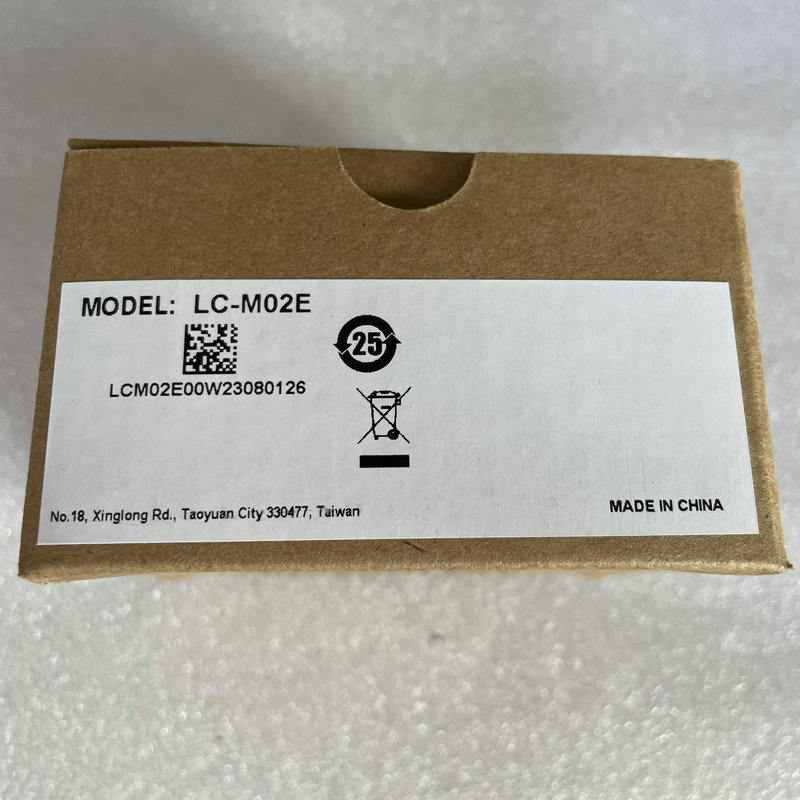 MODEL: LC-M02E
25
LCM02E00W23080126
No.18, Xinglong Rd., Taoyuan City 330477, Taiwan
MADE IN CHINA